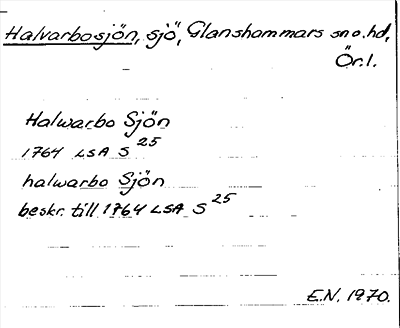 Halvarbosjön, sjö, Glanshammars sn o. hd,
Ör. l.
Halwarbo Sjön
1764 LSA S 25
halwarbo Sjön
beskr. till 1764 LSA S 25
E.N. 1970.